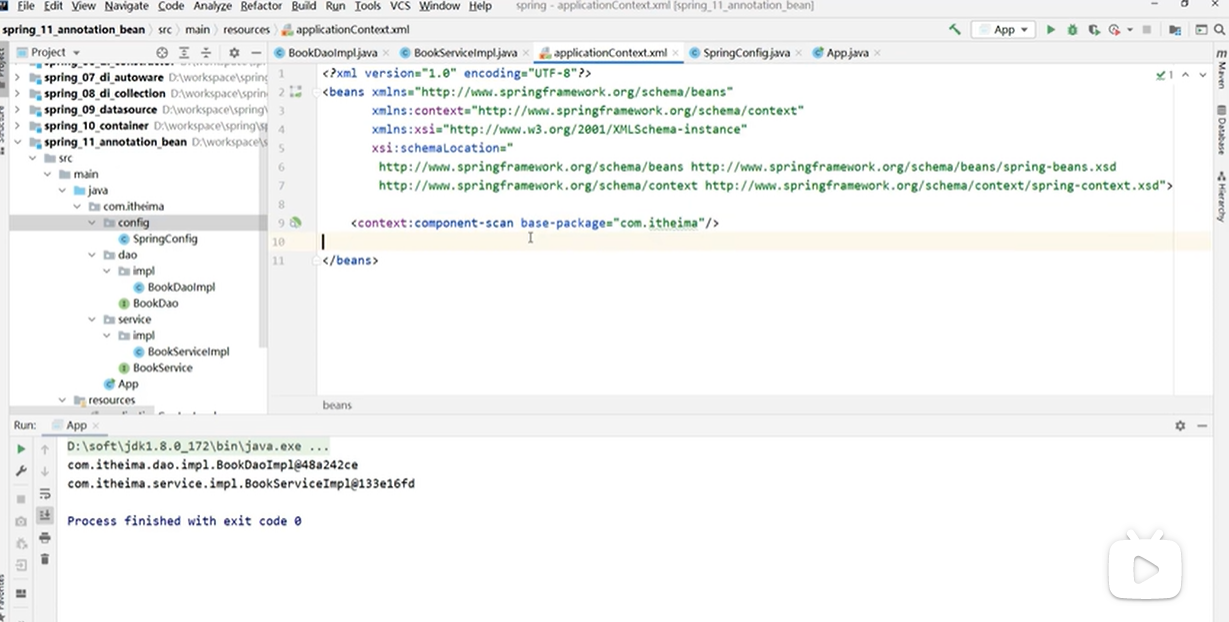 File Edit View Navigate Code Analyze Refactor Build Run Tools VCS Window Help spring - applicationContext.xml [spring_11_annotation_bean]
spring_11_annotation_bean src main resources applicationContext.xml App
Project
BookDaoImpl.java BookServiceImpl.java applicationContext.xml SpringConfig.java App.java
spring_07_di_autoware D:\workspace\spring
spring_08_di_collection D:\workspace\sprin
spring_09_datasource D:\workspace\spring\
spring_10_container D:\workspace\spring\sp
spring_11_annotation_bean D:\workspace\s
src
main
java
com.itheima
config
SpringConfig
dao
impl
BookDaoImpl
BookDao
service
impl
BookServiceImpl
BookService
App
resources
1 <?xml version="1.0" encoding="UTF-8"?>
2 <beans xmlns="http://www.springframework.org/schema/beans"
3 xmlns:context="http://www.springframework.org/schema/context"
4 xmlns:xsi="http://www.w3.org/2001/XMLSchema-instance"
5 xsi:schemaLocation="
6 http://www.springframework.org/schema/beans http://www.springframework.org/schema/beans/spring-beans.xsd
7 http://www.springframework.org/schema/context http://www.springframework.org/schema/context/spring-context.xsd">
8
9 <context:component-scan base-package="com.itheima"/>
10
11 </beans>
1
beans
Maven
Database
Hierarchy
Run: App
D:\soft\jdk1.8.0_172\bin\java.exe ...
com.itheima.dao.impl.BookDaoImpl@48a242ce
com.itheima.service.impl.BookServiceImpl@133e16fd
Process finished with exit code 0